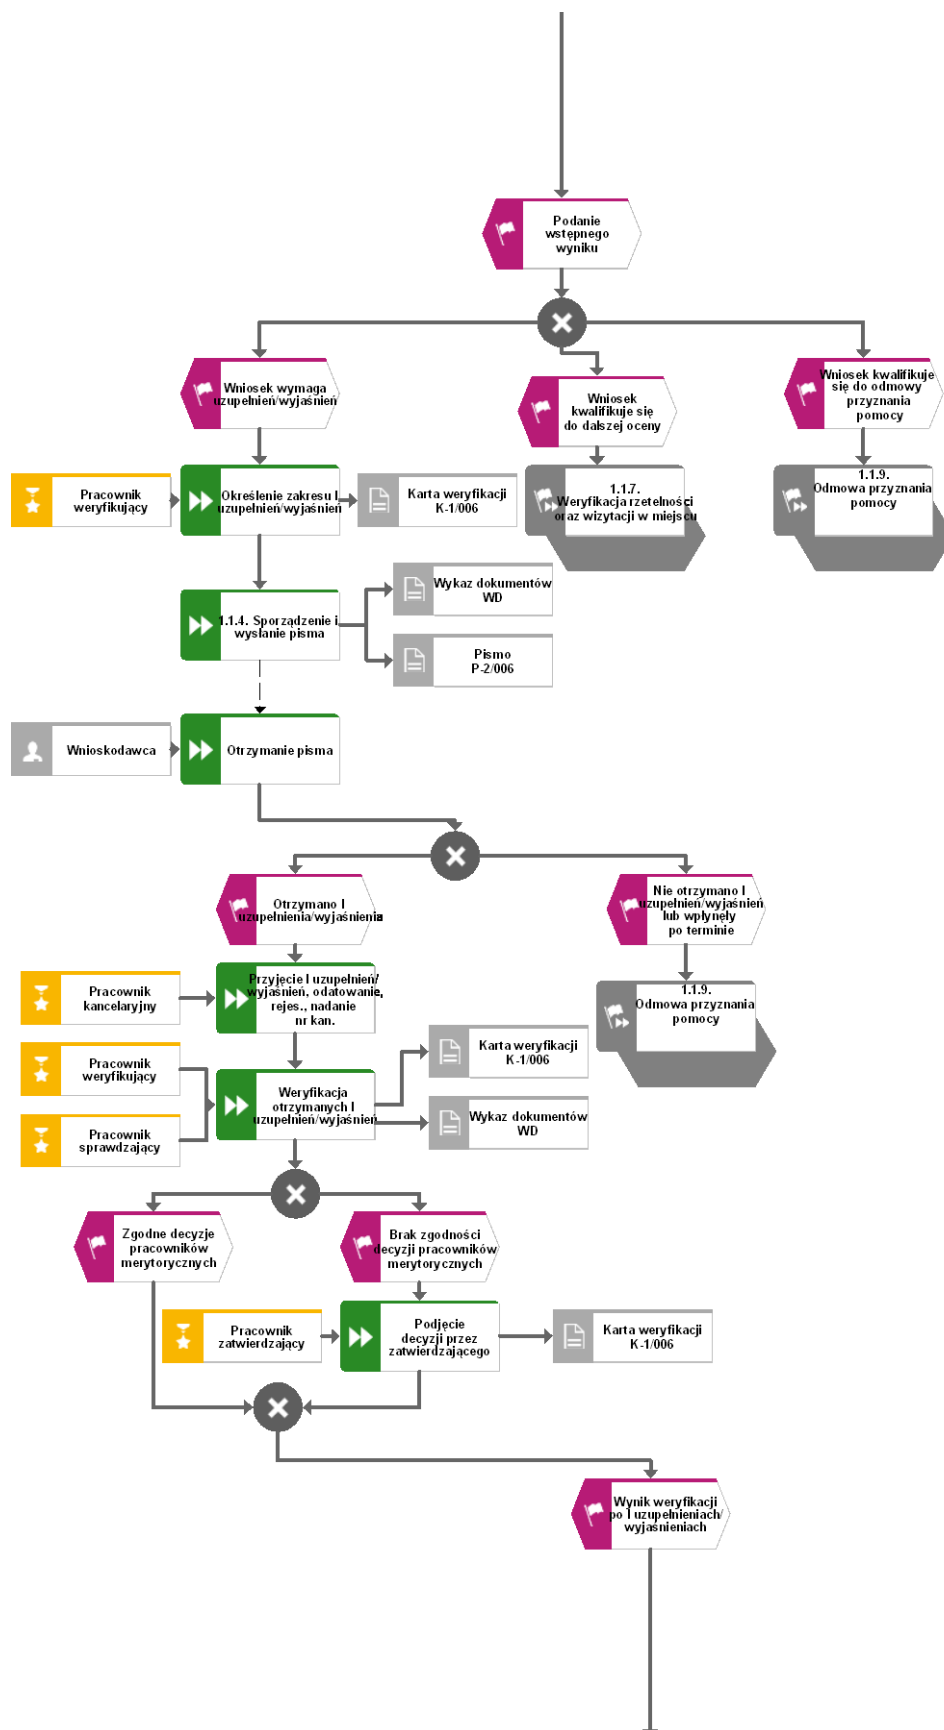 Podanie
wstępnego
wyniku
Wniosek wymaga
uzupełnień/wyjaśnień
Wniosek
kwalifikuje się
do dalszej oceny
Wniosek kwalifikuje
się do odmowy
przyznania
pomocy
Pracownik
weryfikujący
Określenie zakresu I
uzupełnień/wyjaśnień
Karta weryfikacji
K-1/006
1.1.7.
Weryfikacja rzetelności
oraz wizytacji w miejscu
1.1.9.
Odmowa przyznania
pomocy
1.1.4. Sporządzenie i
wysłanie pisma
Wykaz dokumentów
WD
Pismo
P-2/006
Wnioskodawca
Otrzymanie pisma
Otrzymano I
uzupełnienia/wyjaśnienia
Nie otrzymano I
uzupełnień/wyjaśnień
lub wpłynęły
po terminie
Pracownik
kancelaryjny
Przyjęcie I uzupełnień/
wyjaśnień, odatowanie,
rejes., nadanie
nr kan.
1.1.9.
Odmowa przyznania
pomocy
Pracownik
weryfikujący
Pracownik
sprawdzający
Weryfikacja
otrzymanych I
uzupełnień/wyjaśnień
Karta weryfikacji
K-1/006
Wykaz dokumentów
WD
Zgodne decyzje
pracowników
merytorycznych
Brak zgodności
decyzji pracowników
merytorycznych
Pracownik
zatwierdzający
Podjęcie
decyzji przez
zatwierdzającego
Karta weryfikacji
K-1/006
Wynik weryfikacji
po I uzupełnieniach/
wyjaśnieniach